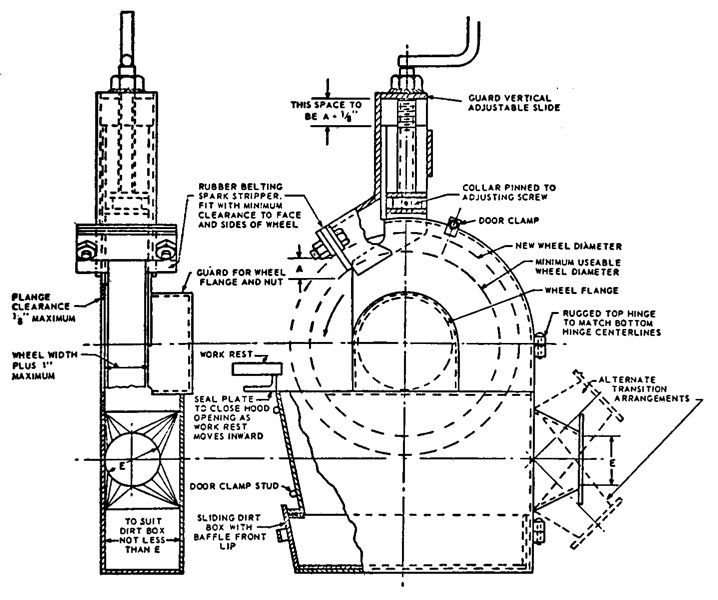 THIS SPACE TO
BE A + 1/8"
GUARD VERTICAL
ADJUSTABLE SLIDE
RUBBER BELTING
SPARK STRIPPER.
FIT WITH MINIMUM
CLEARANCE TO FACE
AND SIDES OF WHEEL
COLLAR PINNED TO
ADJUSTING SCREW
DOOR CLAMP
NEW WHEEL DIAMETER
MINIMUM USEABLE
WHEEL DIAMETER
A
GUARD FOR WHEEL
FLANGE AND NUT
WHEEL FLANGE
FLANGE
CLEARANCE
1/8" MAXIMUM
RUGGED TOP HINGE
TO MATCH BOTTOM
HINGE CENTERLINES
WHEEL WIDTH
PLUS 1"
MAXIMUM
WORK REST
ALTERNATE
TRANSITION
ARRANGEMENTS
SEAL PLATE
TO CLOSE HOOD
OPENING AS
WORK REST
MOVES INWARD
E
E
DOOR CLAMP STUD
TO SUIT
DIRT BOX
NOT LESS
THAN E
SLIDING DIRT
BOX WITH
BAFFLE FRONT
LIP